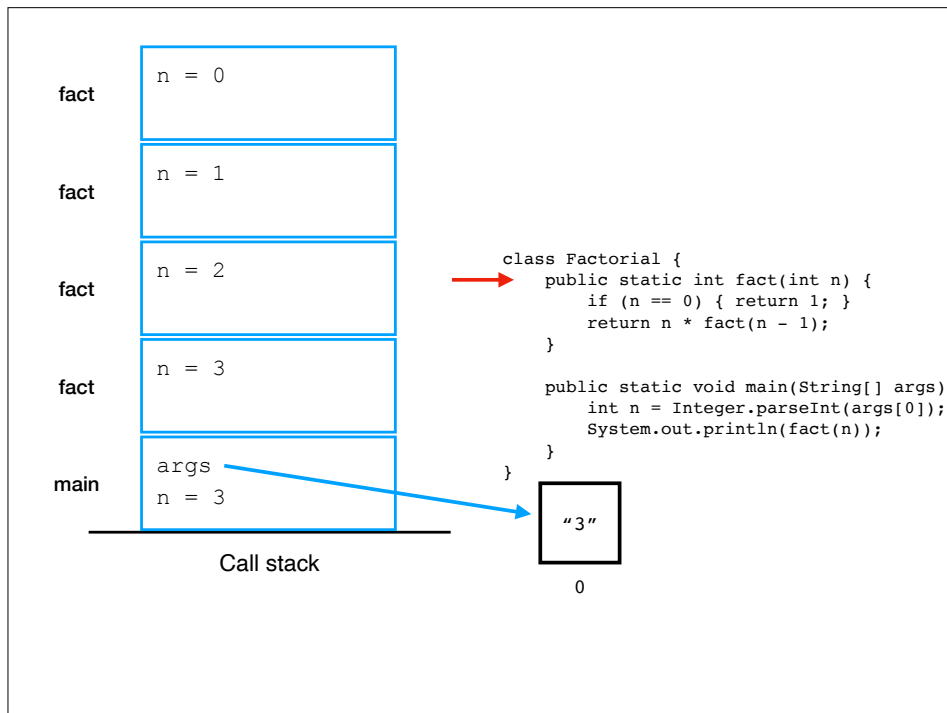 n = 0
fact
n = 1
fact
n = 2
fact
n = 3
fact
args
main
n = 3
Call stack
class Factorial {
public static int fact(int n) {
if (n == 0) { return 1; }
return n * fact(n - 1);
}
public static void main(String[] args)
int n = Integer.parseInt(args[0]);
System.out.println(fact(n));
}
}
“3”
0